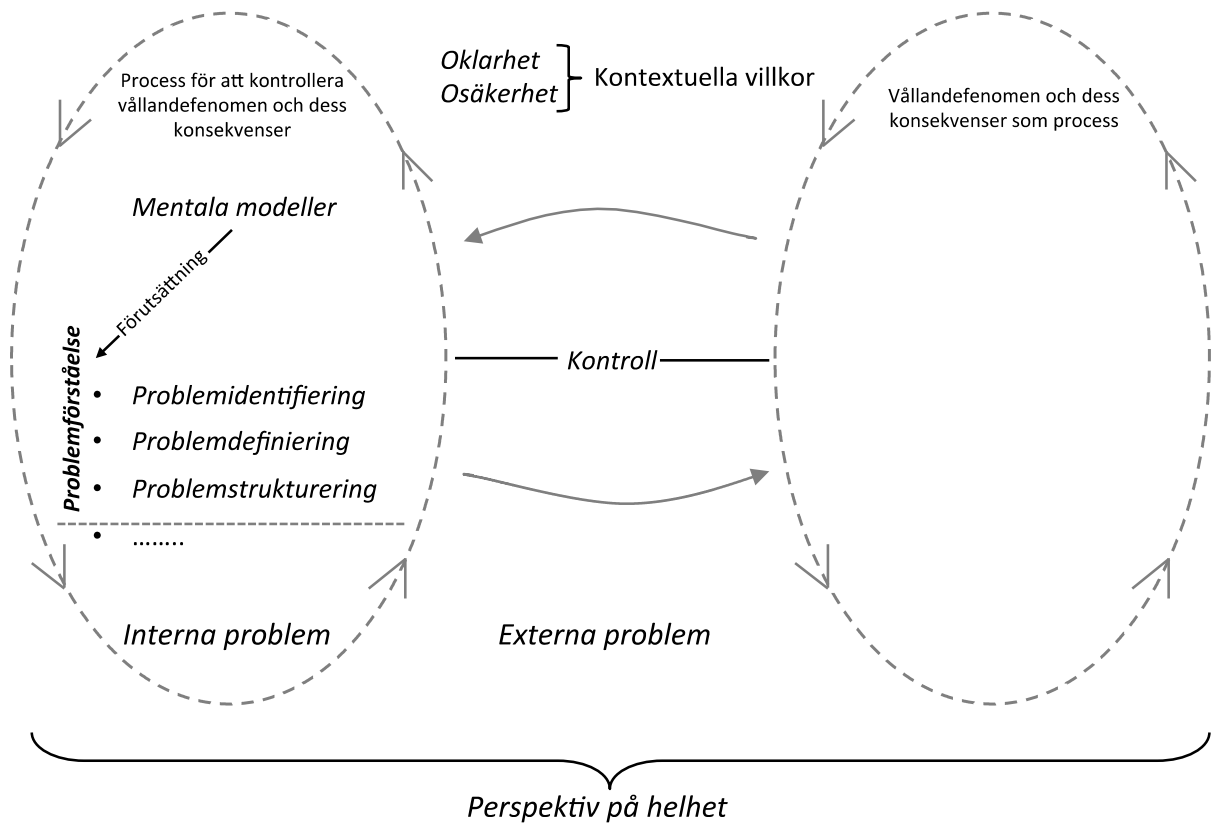 Process för att kontrollera
vållandefenomen och dess
konsekvenser
Oklarhet
Osäkerhet
Kontextuella villkor
Vållandefenomen och dess
konsekvenser som process
Mentala modeller
Förutsättning
Problemförståelse
• Problemidentifiering
• Problemdefiniering
• Problemstrukturering
• ........
Kontroll
Interna problem
Externa problem
Perspektiv på helhet